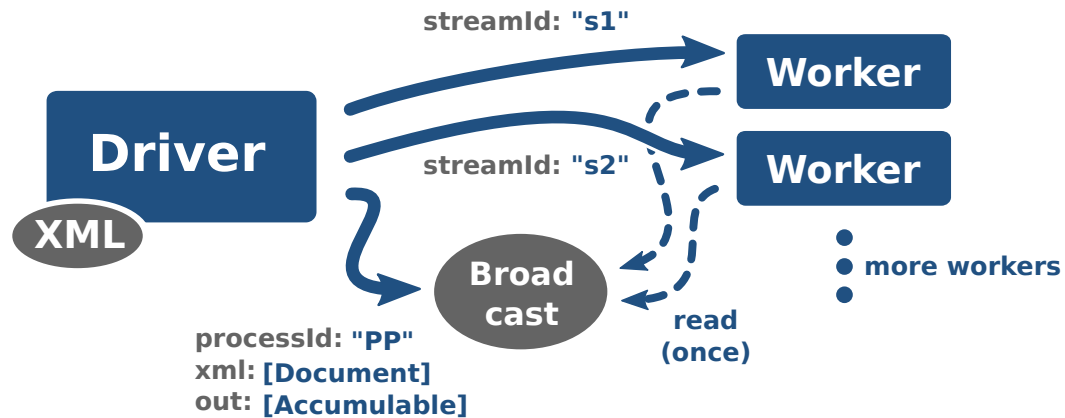 streamId: "s1"
Worker
Driver
streamId: "s2"
Worker
XML
more workers
Broad
cast
read
(once)
processId: "PP"
xml: [Document]
out: [Accumulable]